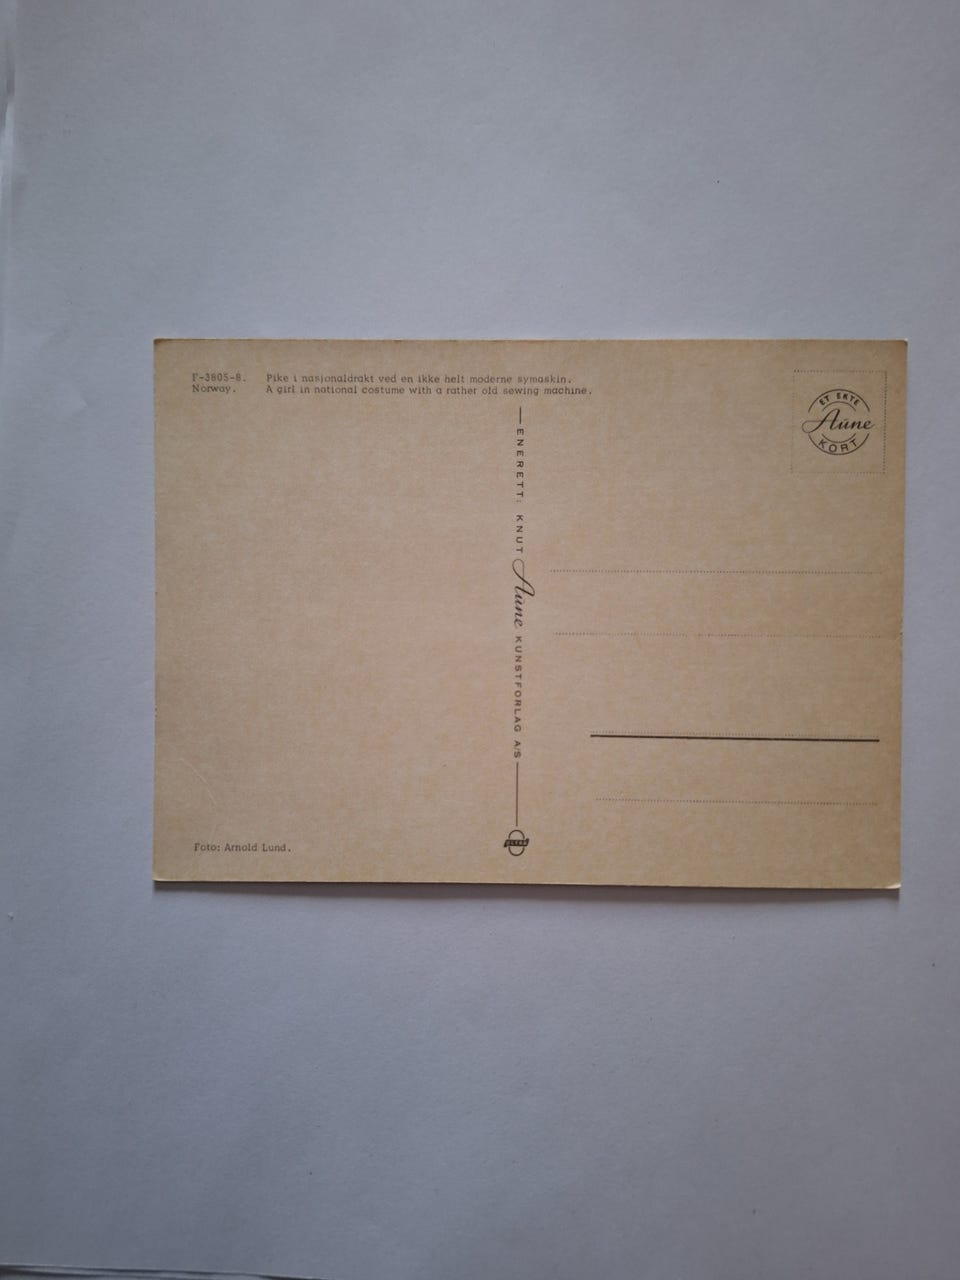 F-3805-8. Pike i nasjonaldrakt ved en ikke helt moderne symaskin.
Norway. A girl in national costume with a rather old sewing machine.
ET EKTE
Aune
KORT
ENERETT: KNUT Aune KUNSTFORLAG A/S
Foto: Arnold Lund.